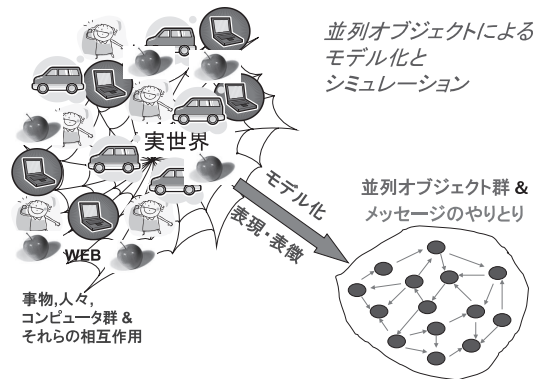 並列オブジェクトによる
モデル化と
シミュレーション
実世界
モデル化
表現・表徴
並列オブジェクト群 &
メッセージのやりとり
WEB
事物,人々,
コンピュータ群 &
それらの相互作用